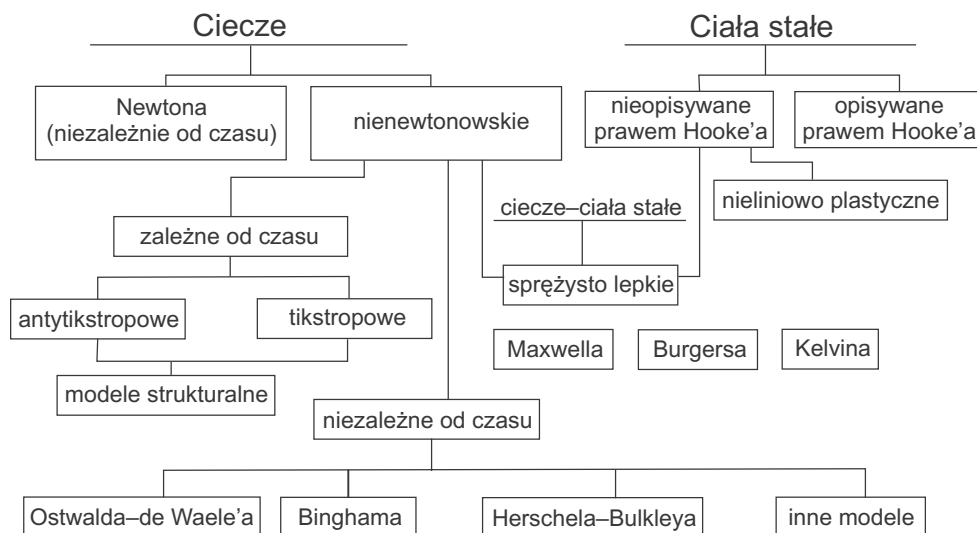 Ciecze
Ciała stałe
Newtona
(niezależnie od czasu)
nienewtonowskie
nieopisywane
prawem Hooke'a
opisywane
prawem Hooke'a
nieliniowo plastyczne
ciecze–ciała stałe
zależne od czasu
sprężysto lepkie
antytikstropowe
tikstropowe
Maxwella
Burgersa
Kelvina
modele strukturalne
niezależne od czasu
Ostwalda–de Waele'a
Binghama
Herschela–Bulkleya
inne modele